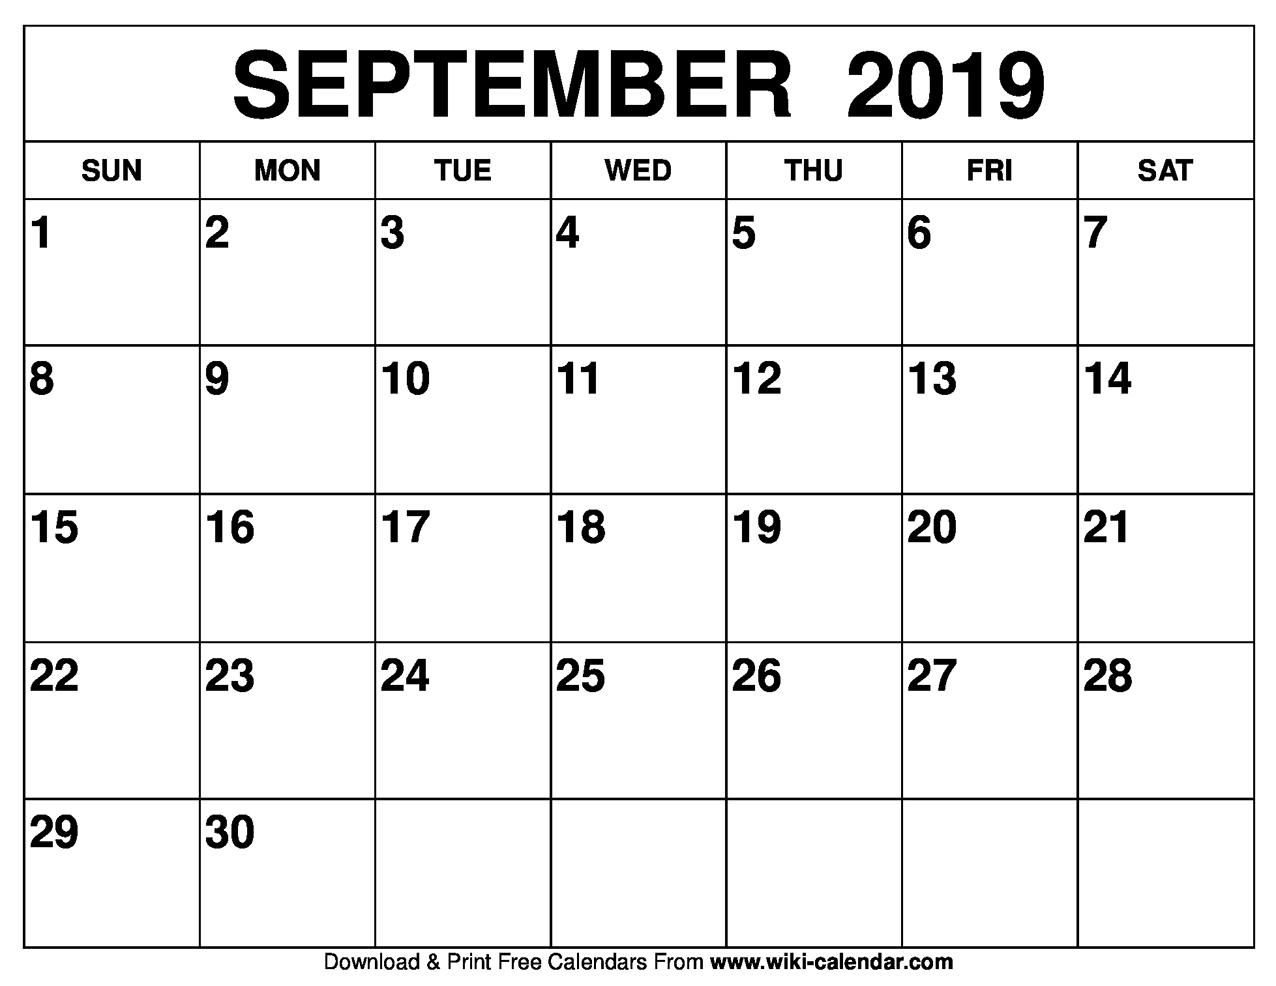 SEPTEMBER 2019
SUN MON TUE WED THU FRI SAT
1 2 3 4 5 6 7
8 9 10 11 12 13 14
15 16 17 18 19 20 21
22 23 24 25 26 27 28
29 30
Download & Print Free Calendars From www.wiki-calendar.com